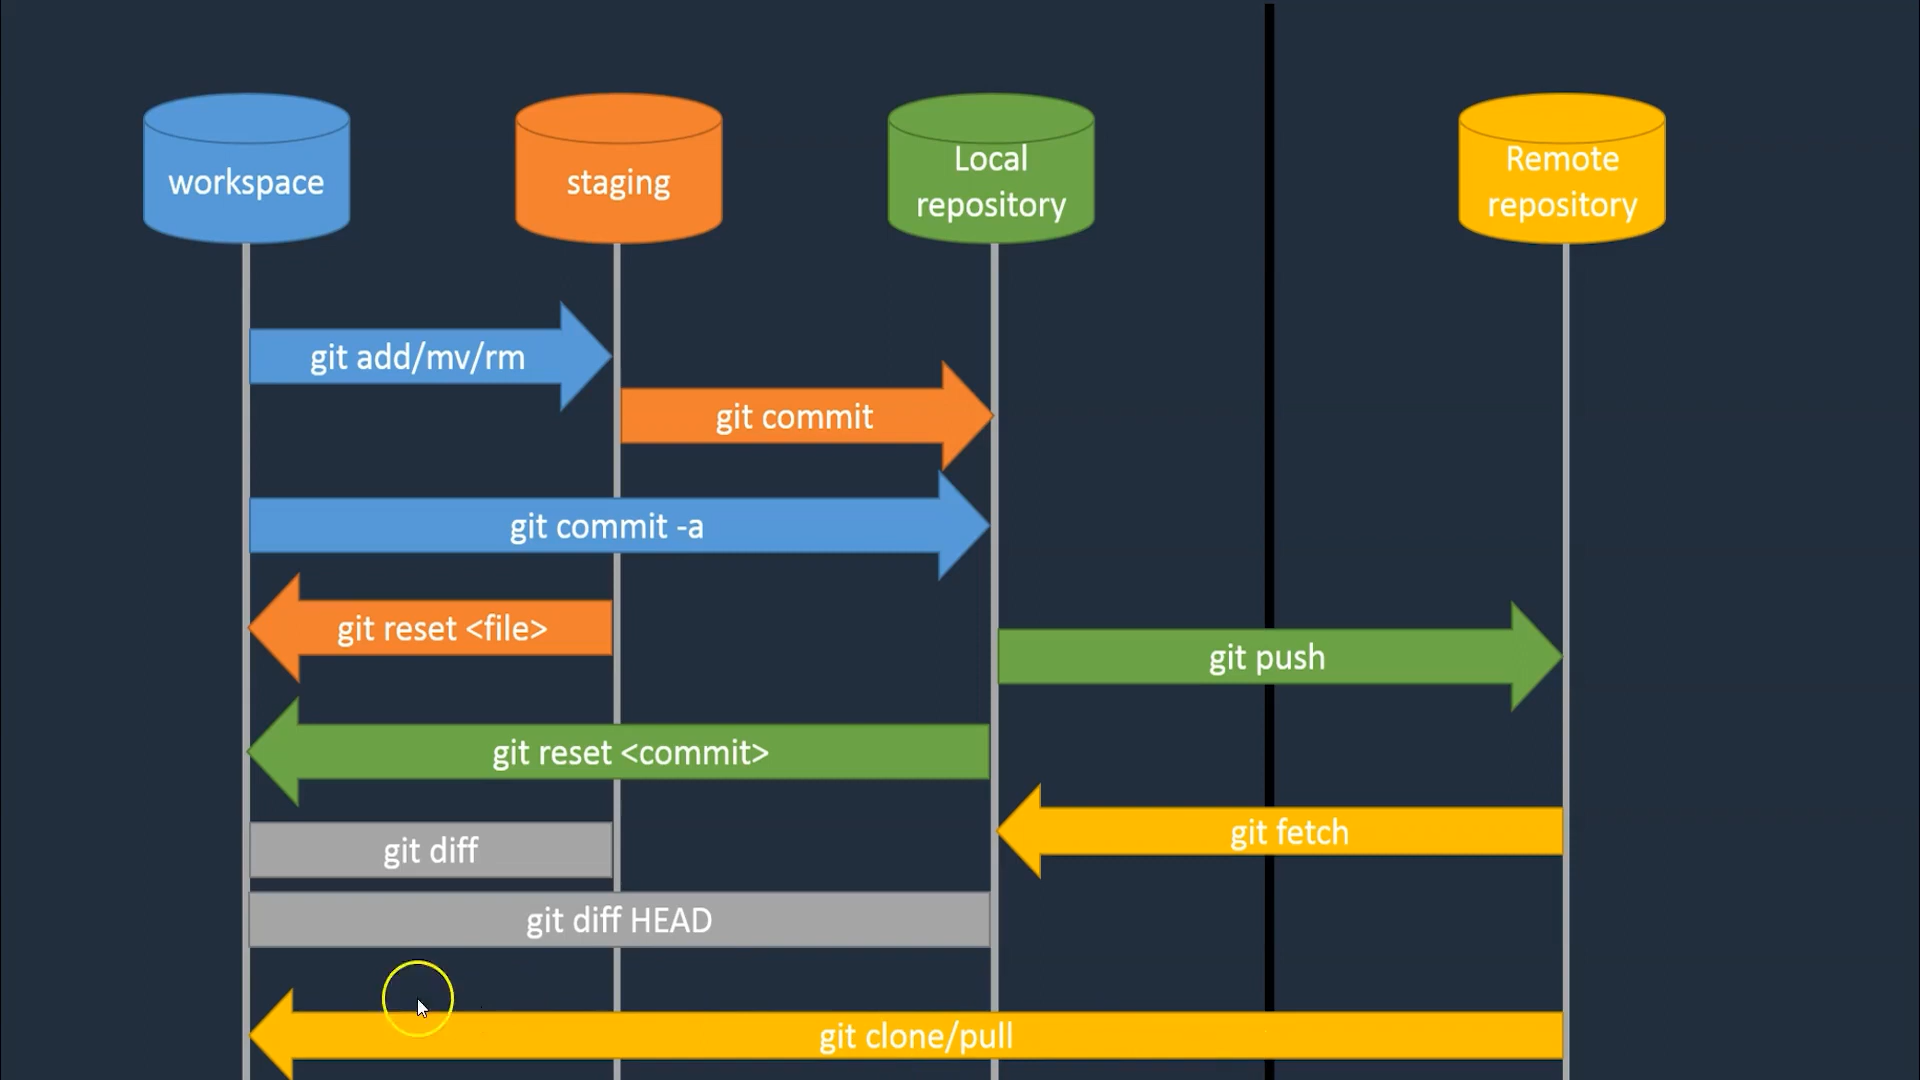 workspace
staging
Local
repository
Remote
repository
git add/mv/rm
git commit
git commit -a
git reset <file>
git push
git reset <commit>
git fetch
git diff
git diff HEAD
git clone/pull